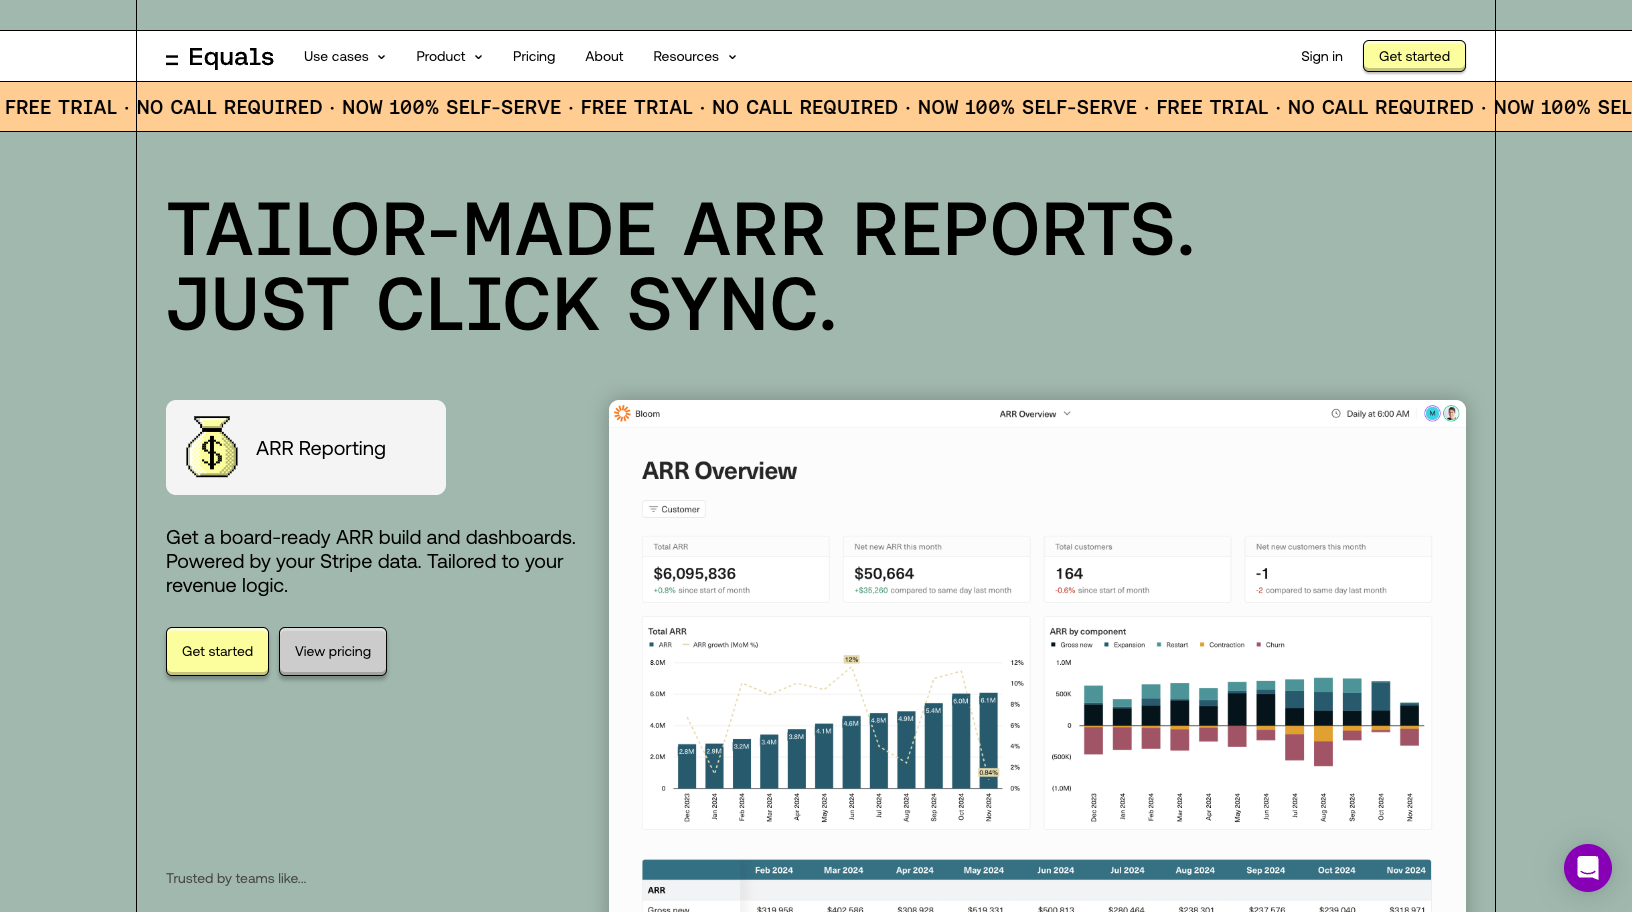 Equals
Use cases
Product
Pricing
About
Resources
Sign in
Get started
FREE TRIAL · NO CALL REQUIRED · NOW 100% SELF-SERVE · FREE TRIAL · NO CALL REQUIRED · NOW 100% SELF-SERVE · FREE TRIAL · NO CALL REQUIRED · NOW 100% SEL
TAILOR-MADE ARR REPORTS.
JUST CLICK SYNC.
ARR Reporting
Get a board-ready ARR build and dashboards.
Powered by your Stripe data. Tailored to your
revenue logic.
Get started
View pricing
Trusted by teams like...
Bloom
ARR Overview
Daily at 6:00 AM
M
ARR Overview
Customer
Total ARR
$6,095,836
+0.8% since start of month
Net new ARR this month
$50,664
+$35,260 compared to same day last month
Total customers
164
-0.6% since start of month
Net new customers this month
-1
-2 compared to same day last month
Total ARR
ARR ARR growth (MoM %)
8.0M
6.0M
4.0M
2.0M
0
12%
10%
8%
6%
4%
2%
0%
12%
0.84%
2.8M 2.9M 3.2M 3.4M 3.8M 4.1M 4.6M 4.8M 4.9M 5.4M 6.0M 6.1M
Dec 2023 Jan 2024 Feb 2024 Mar 2024 Apr 2024 May 2024 Jun 2024 Jul 2024 Aug 2024 Sep 2024 Oct 2024 Nov 2024
ARR by component
Gross new Expansion Restart Contraction Churn
1.0M
500K
0
(500K)
(1.0M)
Dec 2023 Jan 2024 Feb 2024 Mar 2024 Apr 2024 May 2024 Jun 2024 Jul 2024 Aug 2024 Sep 2024 Oct 2024 Nov 2024
Feb 2024 Mar 2024 Apr 2024 May 2024 Jun 2024 Jul 2024 Aug 2024 Sep 2024 Oct 2024 Nov 2024
ARR
Gross new $319,958 $402,586 $308,928 $519,331 $500,813 $280,464 $238,301 $237,576 $239,040 $318,971